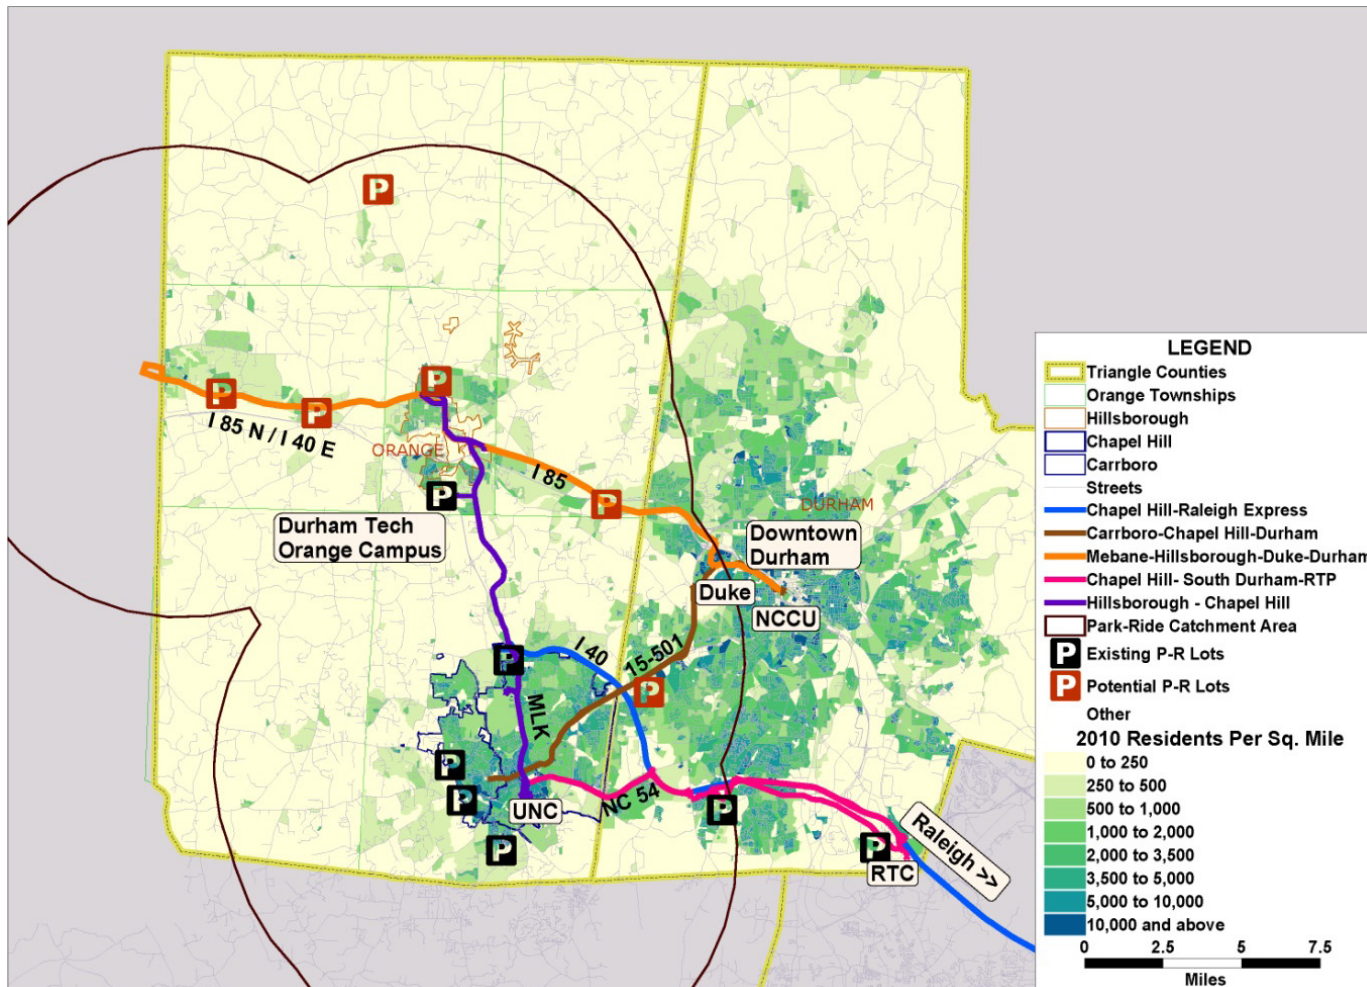 P
P
P
P
I 85 N / I 40 E
ORANGE
I 85
P
P
DURHAM
Durham Tech
Orange Campus
Downtown
Durham
Duke
NCCU
P
I 40
15-501
P
MLK
P
P
UNC
NC 54
P
P
P
RTC
Raleigh >>
LEGEND
Triangle Counties
Orange Townships
Hillsborough
Chapel Hill
Carrboro
Streets
Chapel Hill-Raleigh Express
Carrboro-Chapel Hill-Durham
Mebane-Hillsborough-Duke-Durham
Chapel Hill- South Durham-RTP
Hillsborough - Chapel Hill
Park-Ride Catchment Area
P Existing P-R Lots
P Potential P-R Lots
Other
2010 Residents Per Sq. Mile
0 to 250
250 to 500
500 to 1,000
1,000 to 2,000
2,000 to 3,500
3,500 to 5,000
5,000 to 10,000
10,000 and above
0 2.5 5 7.5
Miles